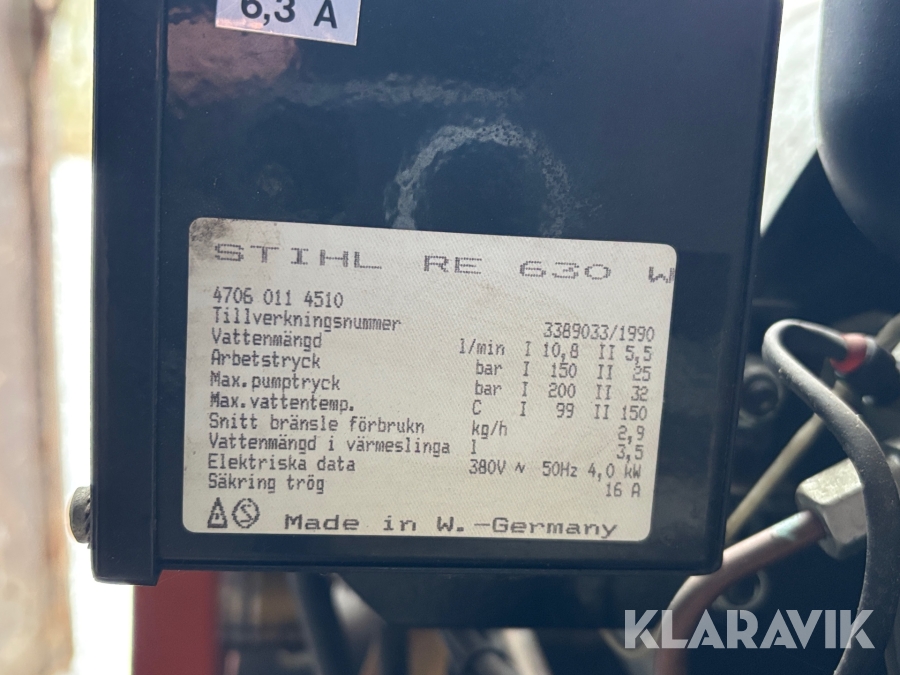 6,3 A
STIHL RE 630 W
4706 011 4510
Tillverkningsnummer 3389033/1990
Vattenmängd l/min I 10,8 II 5,5
Arbetstryck bar I 150 II 25
Max.pumptryck bar I 200 II 32
Max.vattentemp. C I 99 II 150
Snitt bränsle förbrukn kg/h 2,9
Vattenmängd i värmeslinga l 3,5
Elektriska data 380V ~ 50Hz 4,0 kW
Säkring trög 16 A
Made in W.-Germany
KLARAVIK